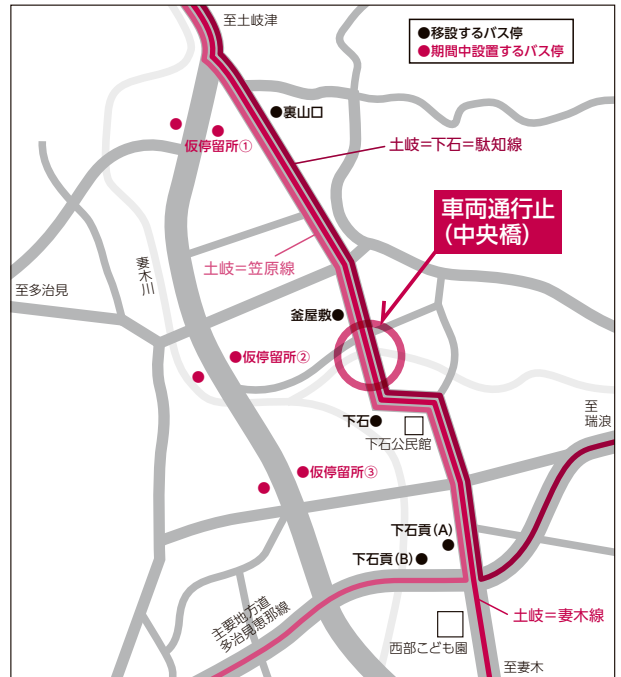 至土岐津
●移設するバス停
●期間中設置するバス停
●裏山口
仮停留所①
土岐=下石=駄知線
車両通行止
(中央橋)
土岐=笠原線
妻木川
至多治見
釜屋敷●
●仮停留所②
至
瑞浪
下石●
下石公民館
●仮停留所③
下石貢(A)
下石貢(B)●
主要地方道
多治見恵那線
土岐=妻木線
西部こども園
至妻木